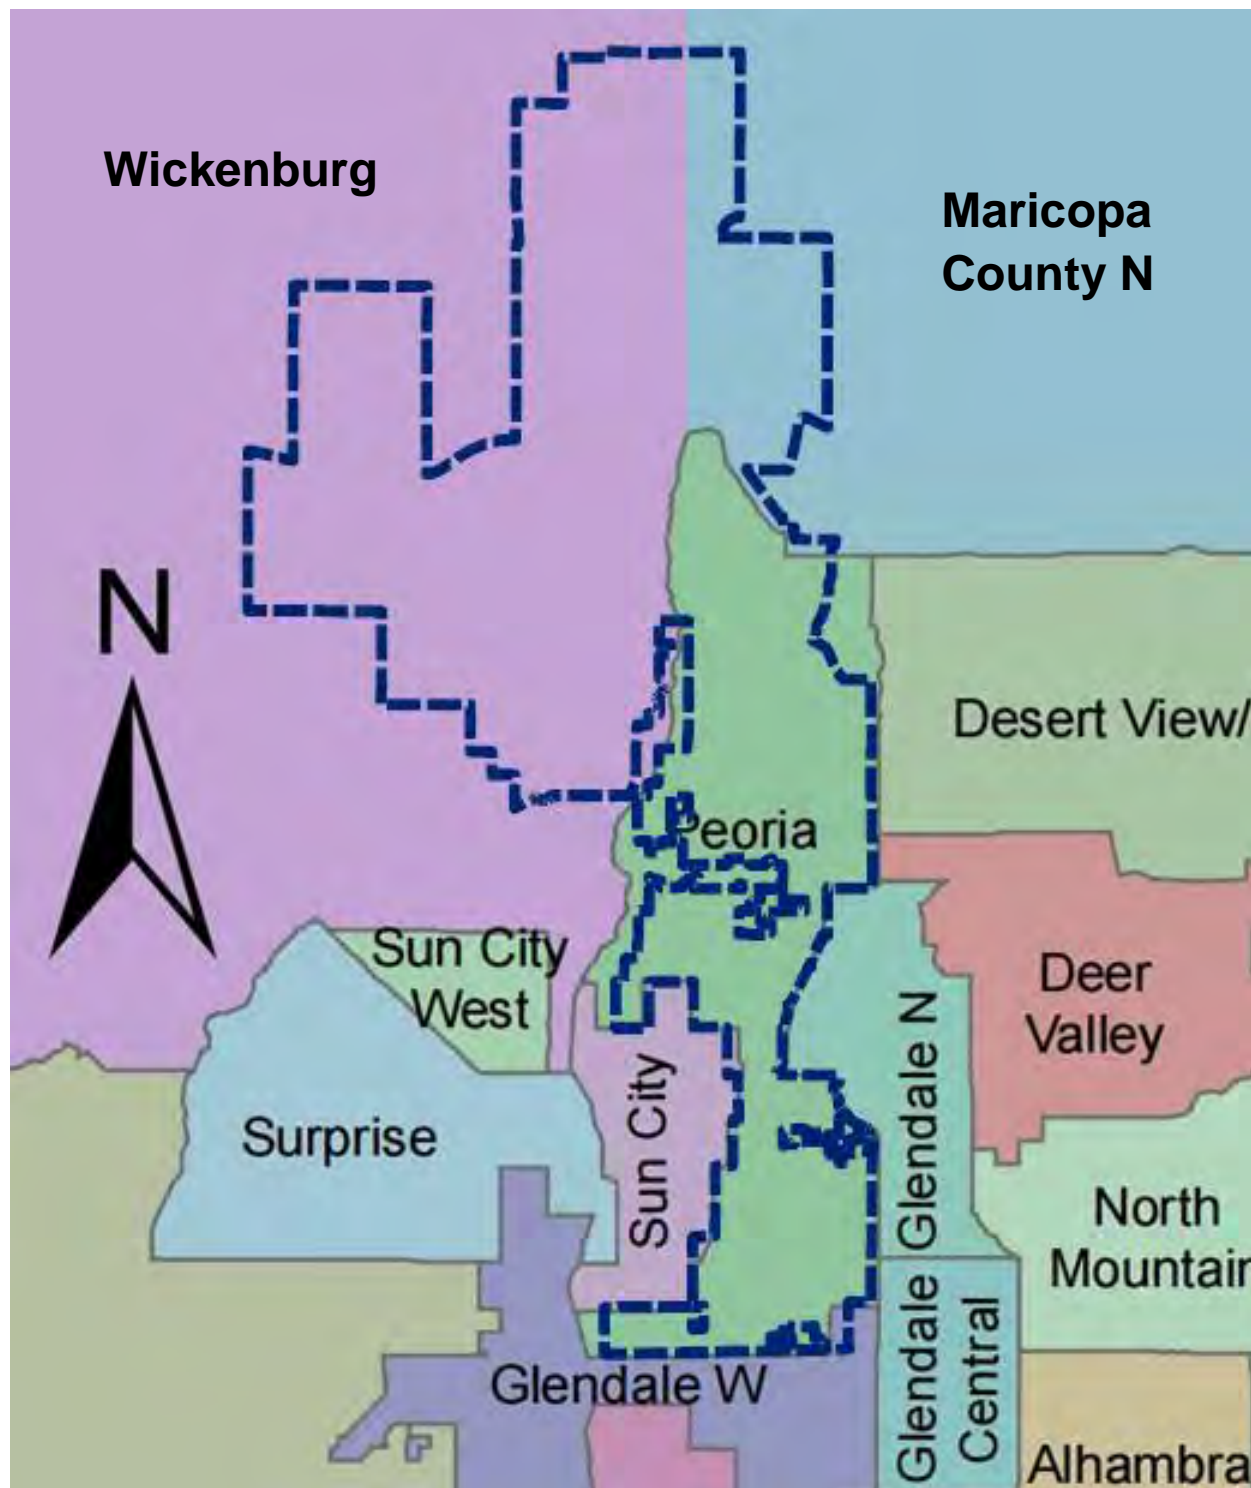 Wickenburg
Maricopa
County N
N
Desert View/
Peoria
Sun City
West
Deer
Valley
Glendale N
Sun City
Surprise
North
Mountain
Glendale
Central
Glendale W
Alhambra